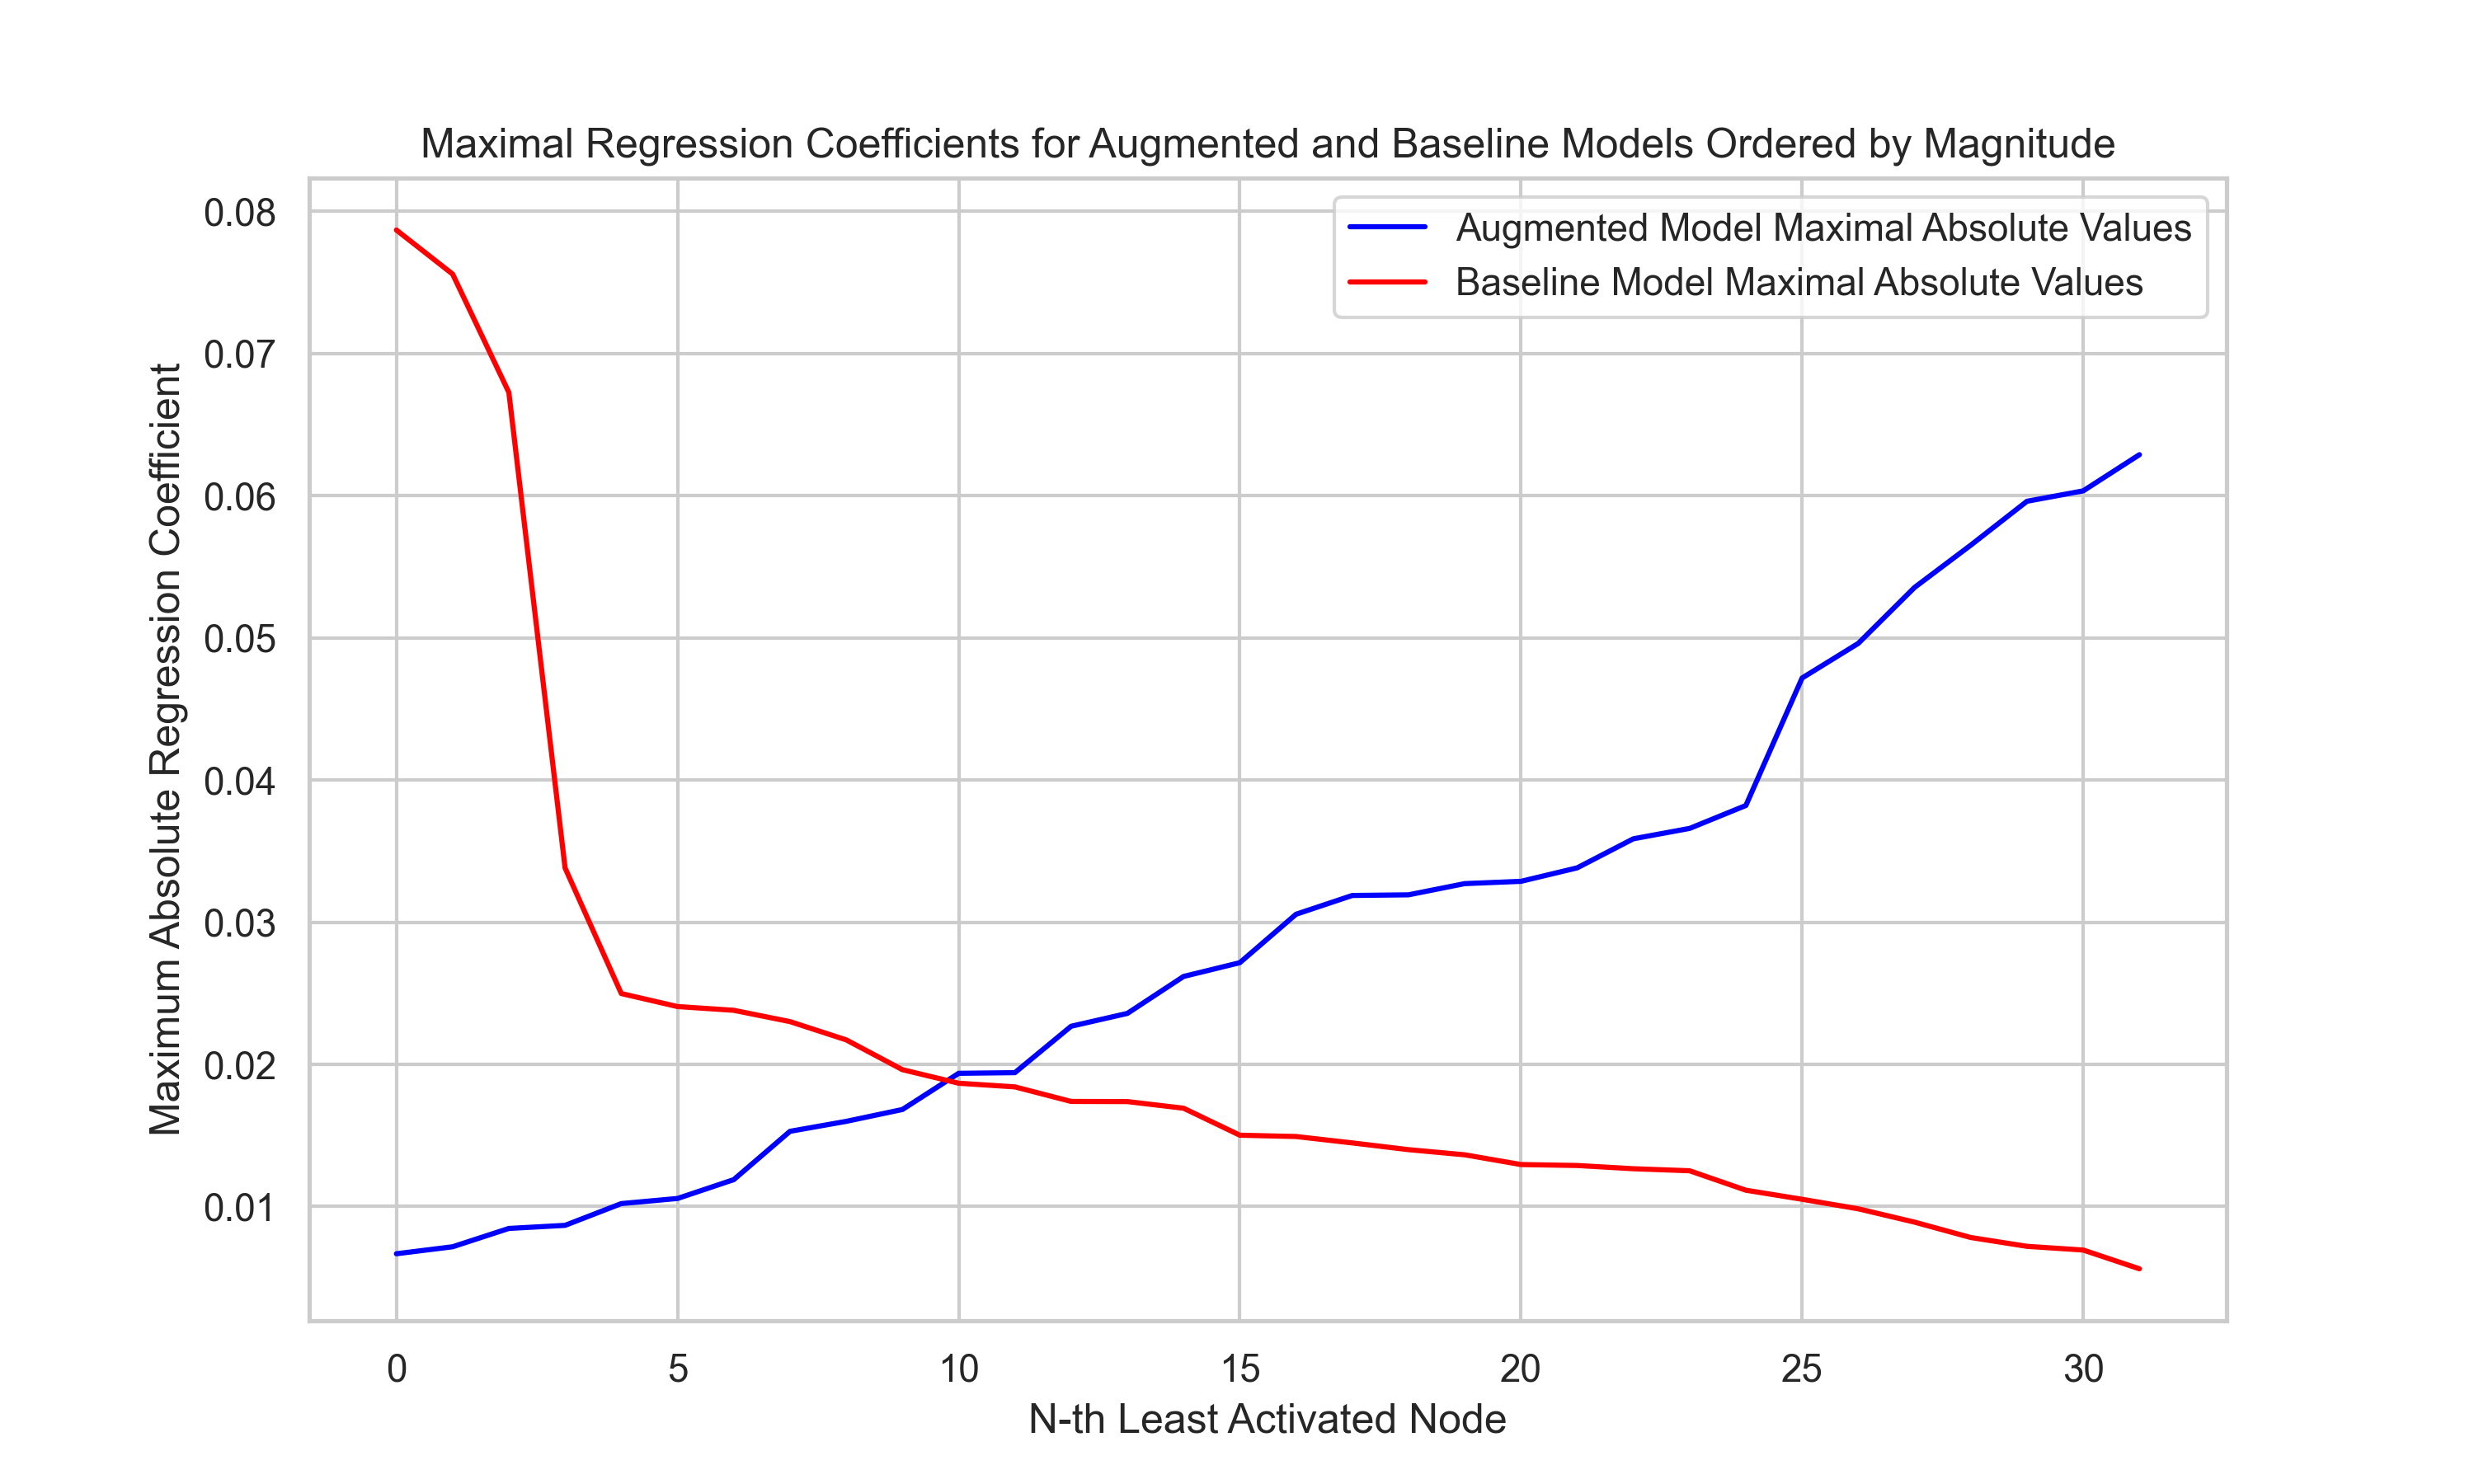 Maximal Regression Coefficients for Augmented and Baseline Models Ordered by Magnitude
Augmented Model Maximal Absolute Values
Baseline Model Maximal Absolute Values
Maximum Absolute Regression Coefficient
0.08
0.07
0.06
0.05
0.04
0.03
0.02
0.01
0 5 10 15 20 25 30
N-th Least Activated Node